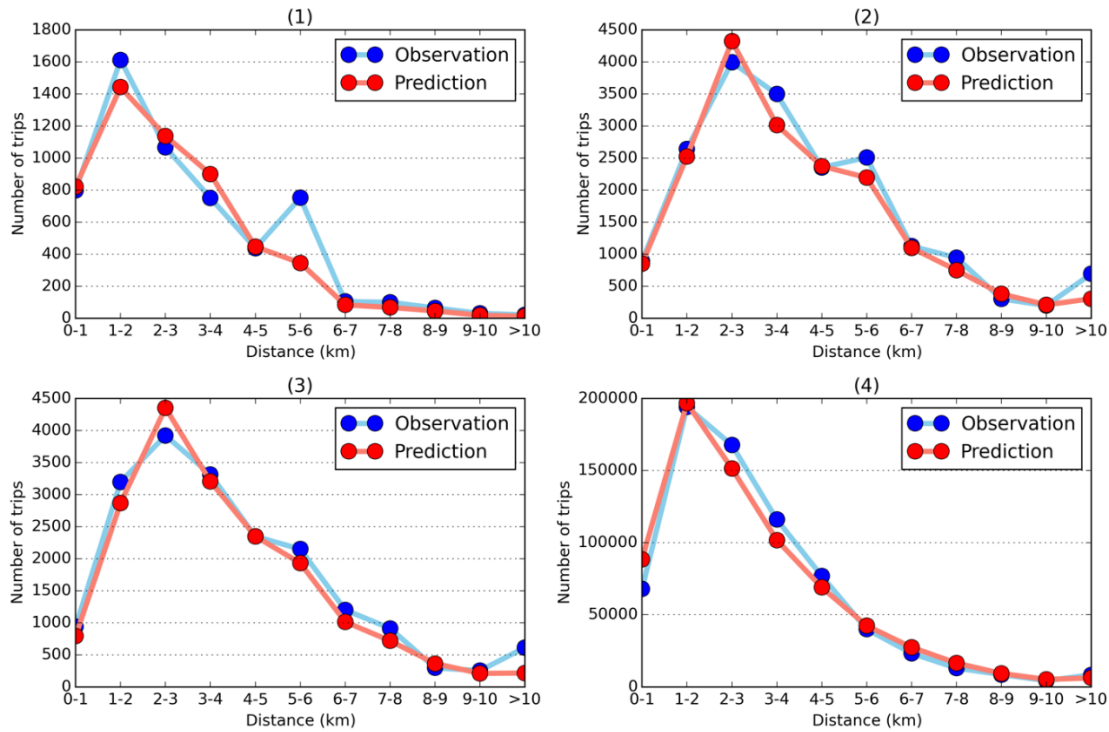 (1)
1800
1600
1400
1200
1000
800
600
400
200
0
Number of trips
Observation
Prediction
0-1 1-2 2-3 3-4 4-5 5-6 6-7 7-8 8-9 9-10 >10
Distance (km)
(2)
4500
4000
3500
3000
2500
2000
1500
1000
500
0
Number of trips
Observation
Prediction
0-1 1-2 2-3 3-4 4-5 5-6 6-7 7-8 8-9 9-10 >10
Distance (km)
(3)
4500
4000
3500
3000
2500
2000
1500
1000
500
0
Number of trips
Observation
Prediction
0-1 1-2 2-3 3-4 4-5 5-6 6-7 7-8 8-9 9-10 >10
Distance (km)
(4)
200000
150000
100000
50000
0
Number of trips
Observation
Prediction
0-1 1-2 2-3 3-4 4-5 5-6 6-7 7-8 8-9 9-10 >10
Distance (km)